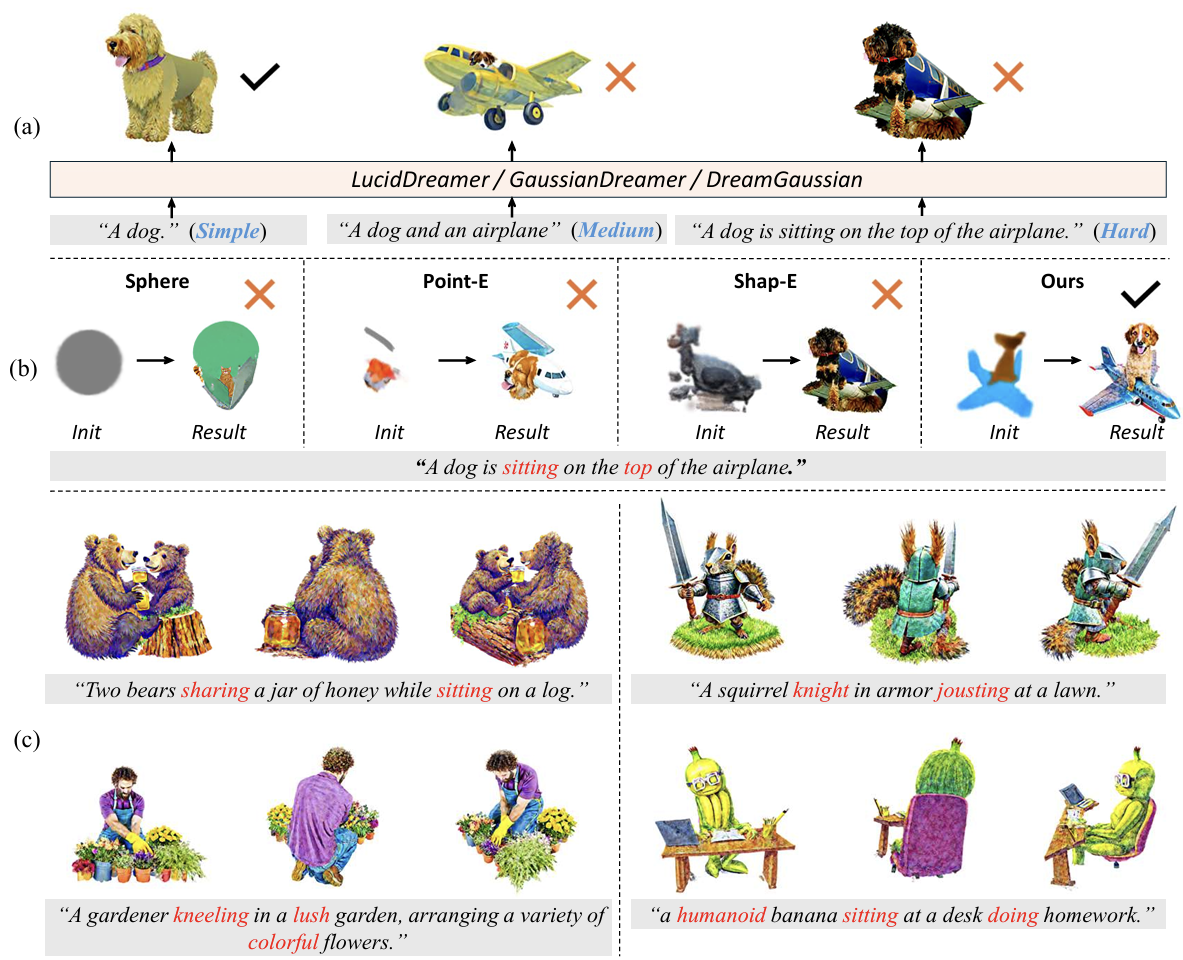 (a)
LucidDreamer / GaussianDreamer / DreamGaussian
“A dog.” (Simple)
“A dog and an airplane” (Medium)
“A dog is sitting on the top of the airplane.” (Hard)
(b)
Sphere
Point-E
Shap-E
Ours
Init
Result
Init
Result
Init
Result
Init
Result
“A dog is sitting on the top of the airplane.”
(c)
“Two bears sharing a jar of honey while sitting on a log.”
“A squirrel knight in armor jousting at a lawn.”
“A gardener kneeling in a lush garden, arranging a variety of
colorful flowers.”
“a humanoid banana sitting at a desk doing homework.”